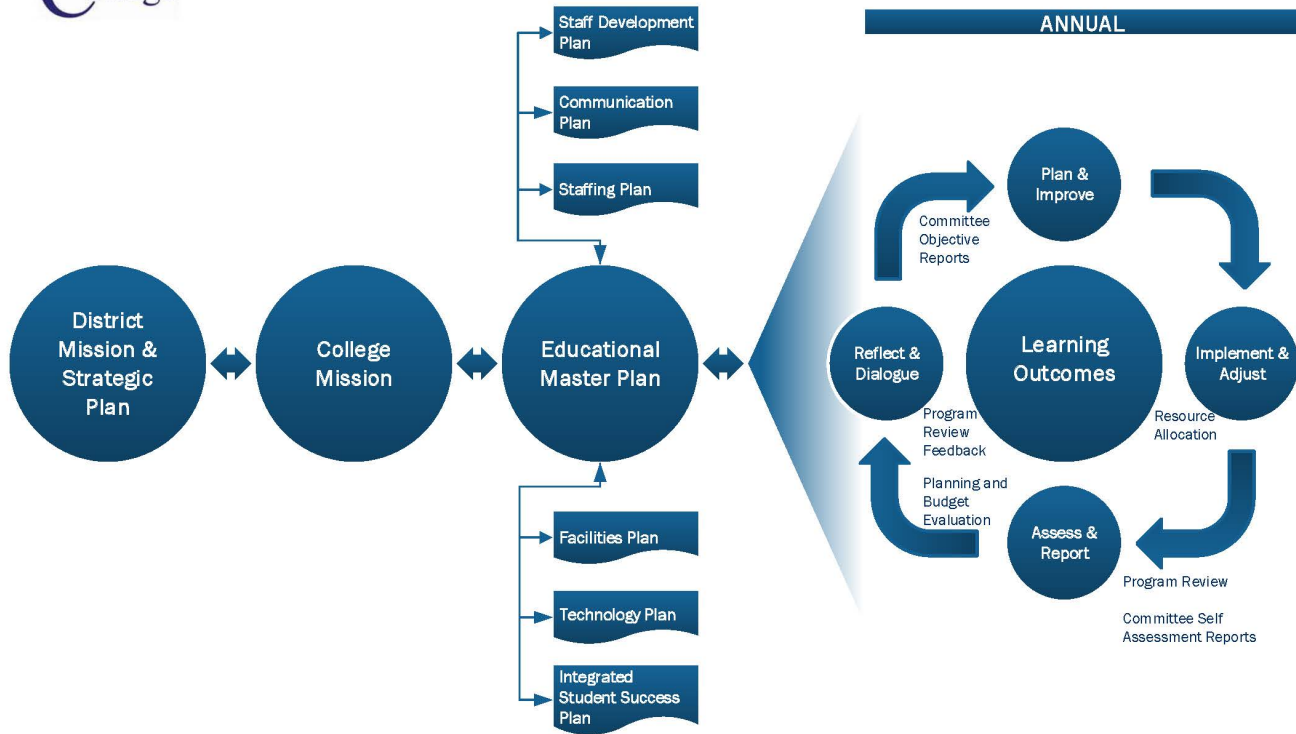 Staff Development
Plan
Communication
Plan
Staffing Plan
District
Mission &
Strategic
Plan
College
Mission
Educational
Master Plan
Facilities Plan
Technology Plan
Integrated
Student Success
Plan
ANNUAL
Plan &
Improve
Committee
Objective
Reports
Reflect &
Dialogue
Learning
Outcomes
Implement &
Adjust
Program
Review
Feedback
Resource
Allocation
Planning and
Budget
Evaluation
Assess &
Report
Program Review
Committee Self
Assessment Reports